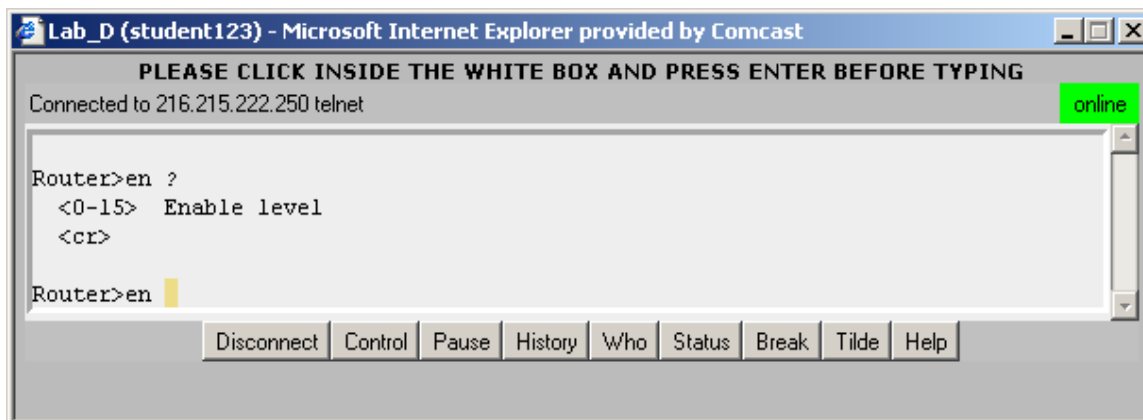 Lab_D (student123) - Microsoft Internet Explorer provided by Comcast
PLEASE CLICK INSIDE THE WHITE BOX AND PRESS ENTER BEFORE TYPING
Connected to 216.215.222.250 telnet online
Router>en ?
<0-15> Enable level
<cr>
Router>en
Disconnect Control Pause History Who Status Break Tilde Help